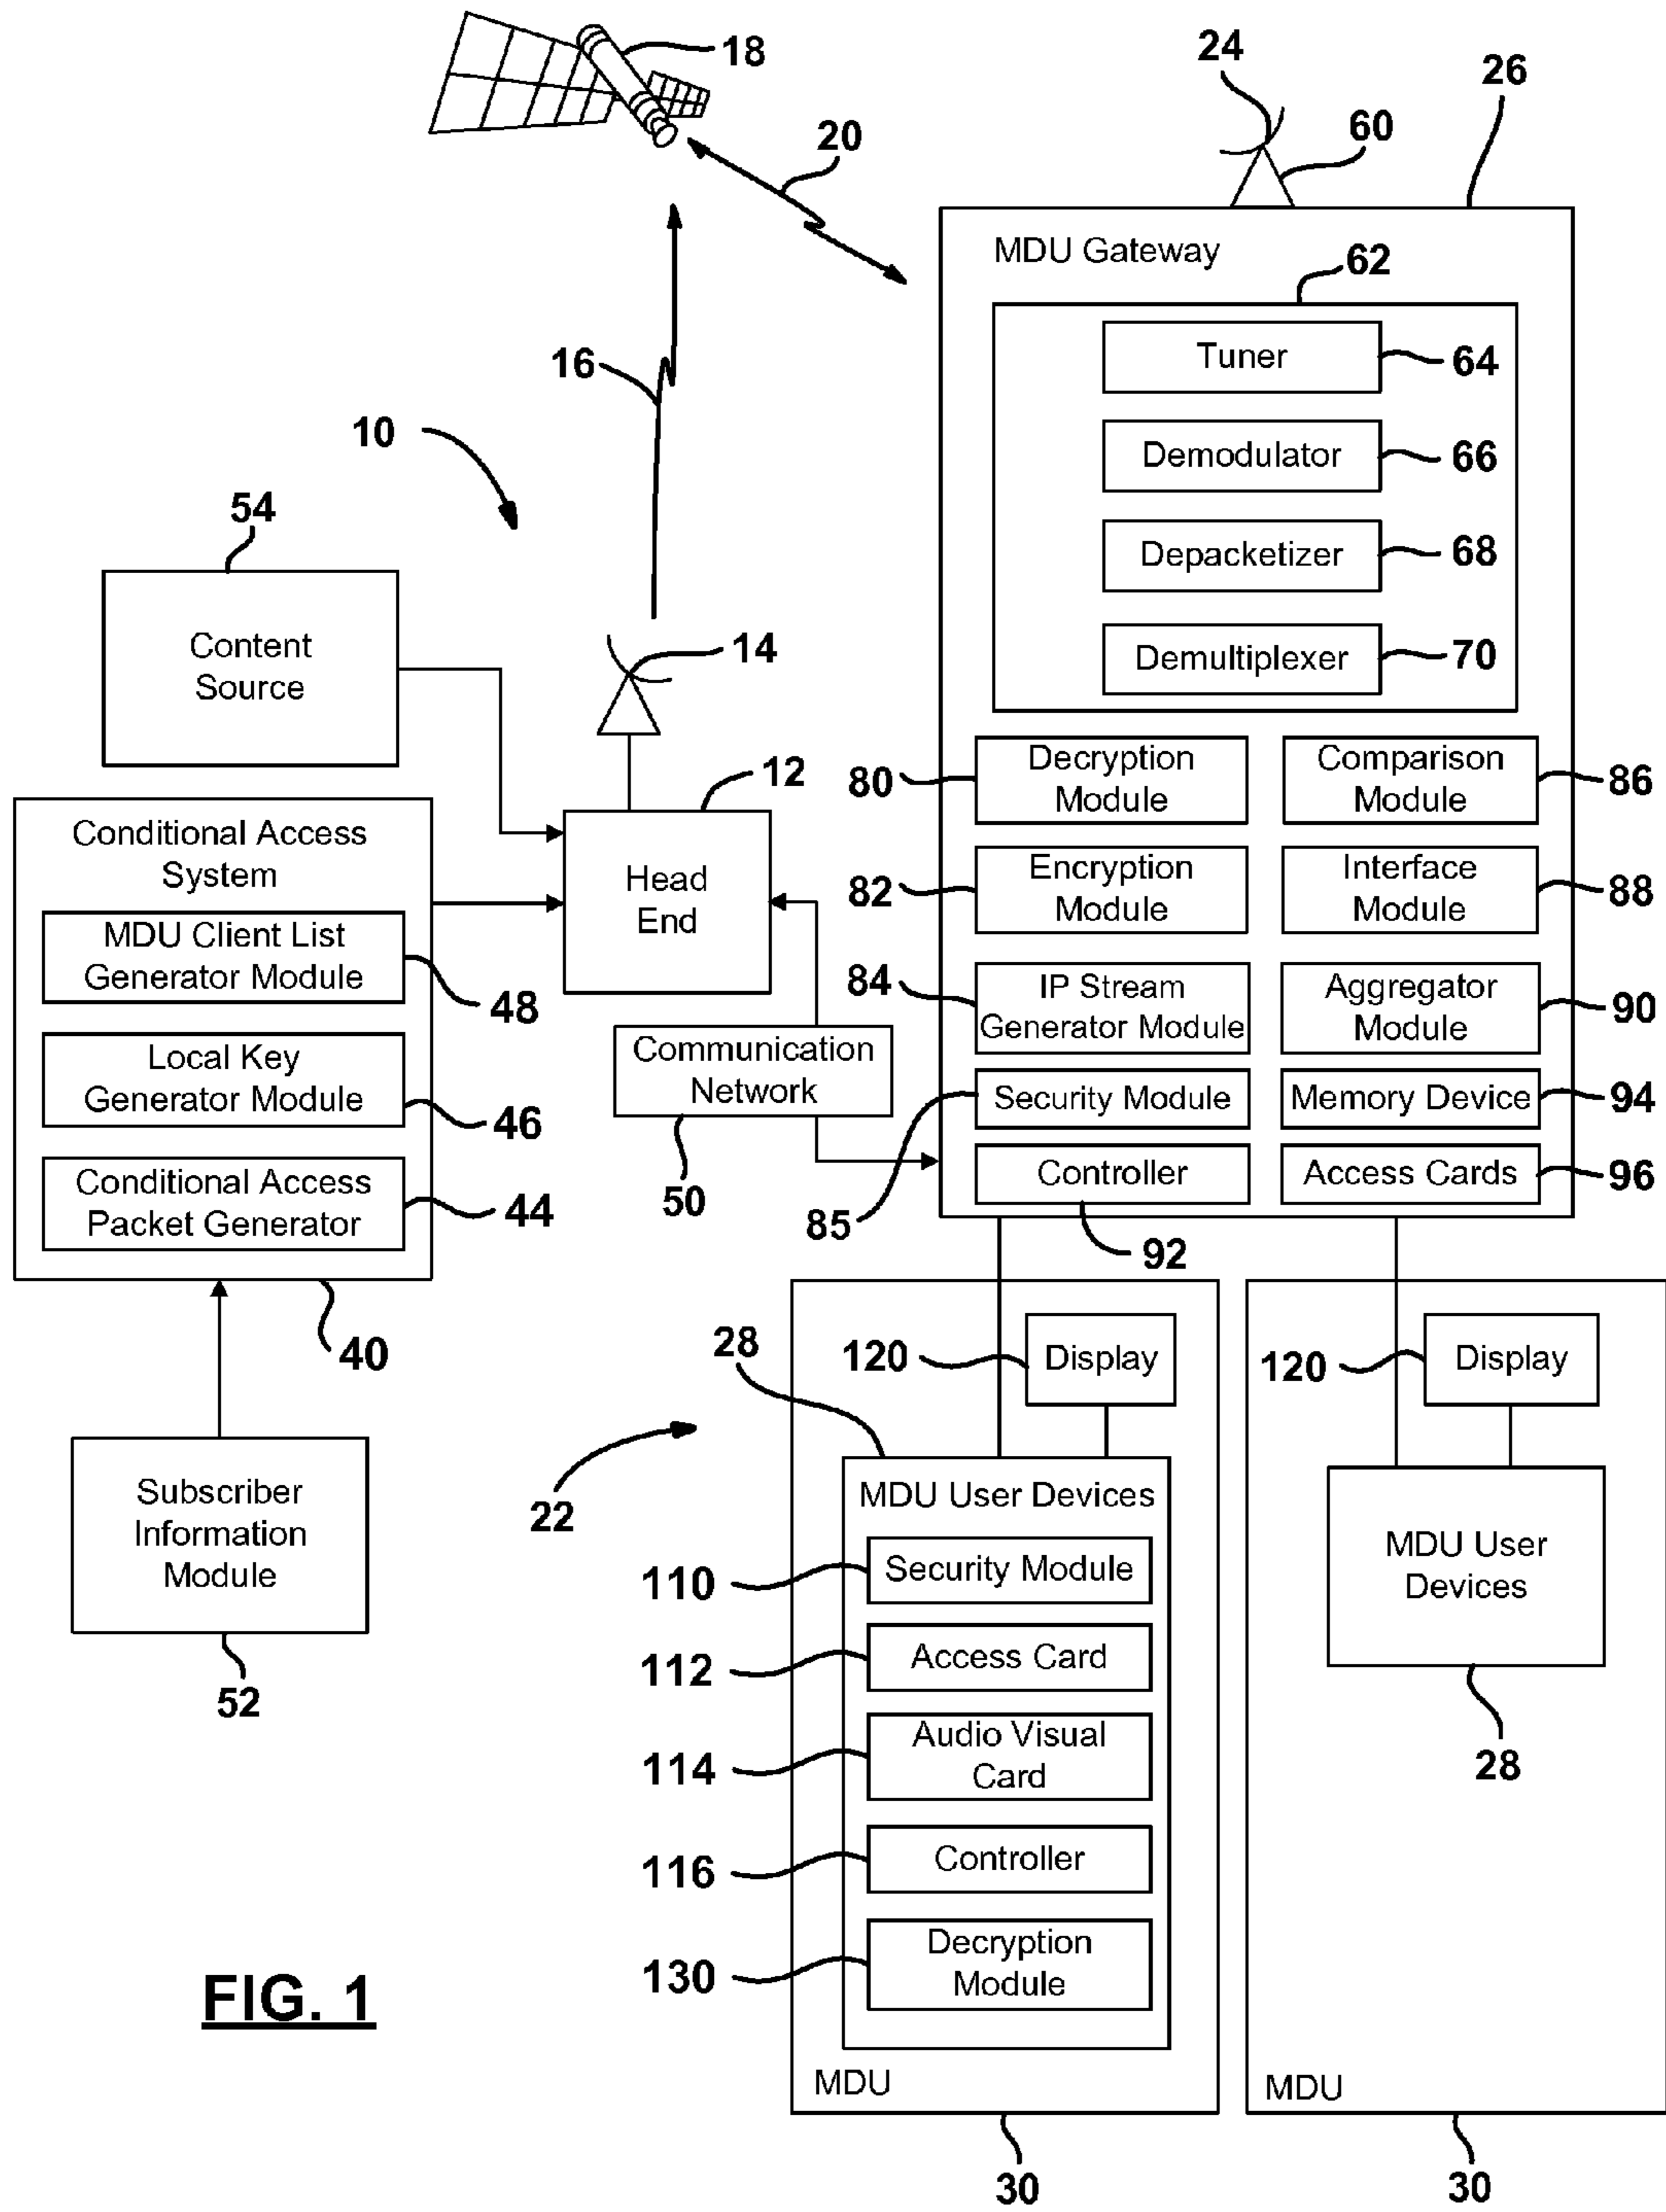 18
24
26
20
60
MDU Gateway
62
Tuner
64
16
10
Demodulator
66
54
Depacketizer
68
Content
Source
14
Demultiplexer
70
12
80
Decryption
Module
Comparison
Module
86
Conditional Access
System
Head
End
82
Encryption
Module
Interface
Module
88
MDU Client List
Generator Module
48
84
IP Stream
Generator Module
Aggregator
Module
90
Local Key
Generator Module
46
Communication
Network
50
Security Module
85
Memory Device
94
Conditional Access
Packet Generator
44
Controller
92
Access Cards
96
40
28
120
Display
120
Display
22
Subscriber
Information
Module
52
MDU User Devices
MDU User
Devices
28
110
Security Module
112
Access Card
114
Audio Visual
Card
116
Controller
130
Decryption
Module
FIG. 1
MDU
MDU
30
30